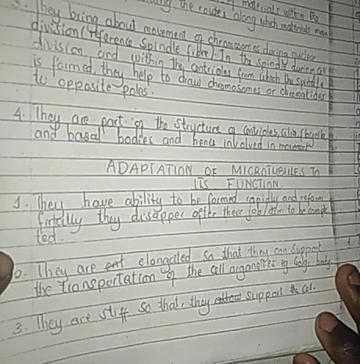 materials within the
along the routes along which materials may
3. They bring about movement of chromosomes during nuclear
division (reference Spindle fibre) In the spindle during cell
division and within the centrioles from which the spindle
is formed, they help to draw chromosomes or chromatides
to opposite poles.
4. They are part of the structure of centrioles, cilia, flagella
and basal bodies and hence involved in movement
ADAPTATION OF MICROTUBULES TO
ITS FUNCTION
1. They have ability to be formed rapidly and reform
they disapper after their job/aim to be comple
ted.
2. They are elongated so that they can support
the Transportation of the cell organelles eg Golgi body
3. They are stiff so that, they support the cell.